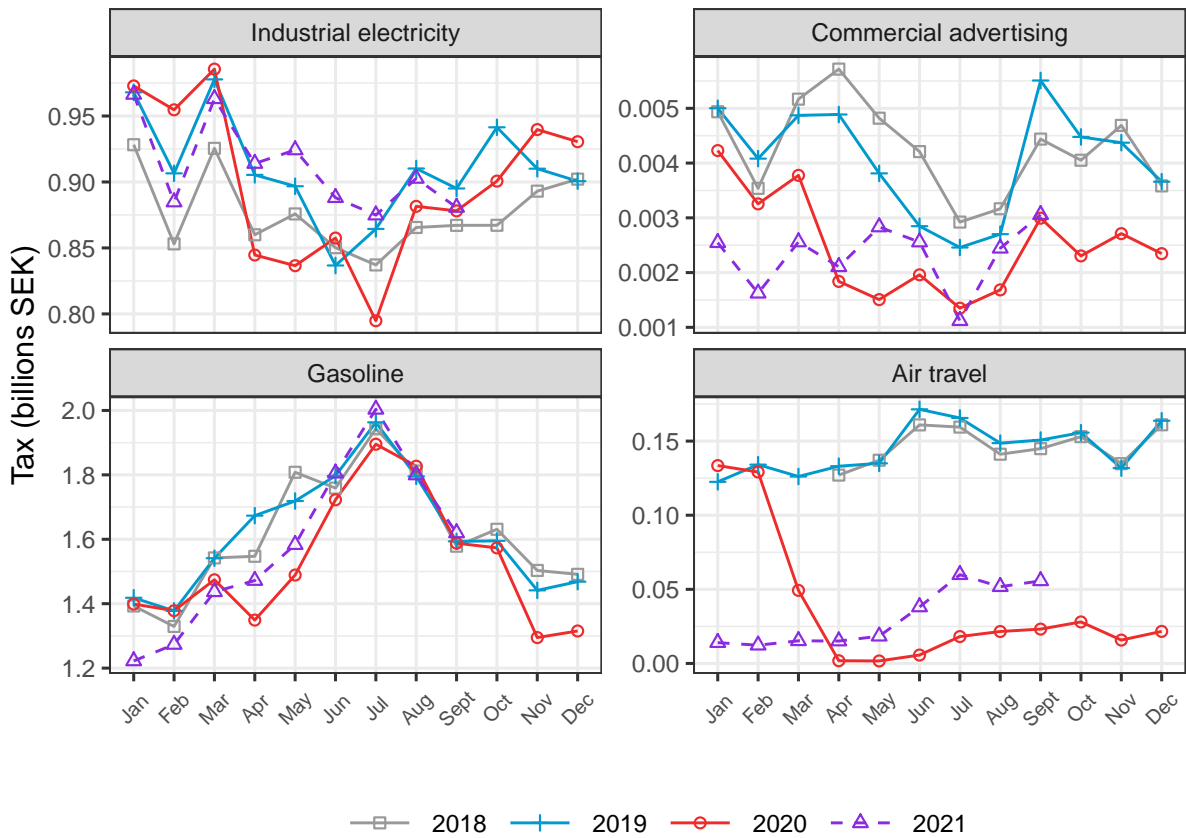 Industrial electricity
Commercial advertising
0.95
0.90
0.85
0.80
0.005
0.004
0.003
0.002
0.001
Tax (billions SEK)
Gasoline
Air travel
2.0
1.8
1.6
1.4
1.2
0.15
0.10
0.05
0.00
Jan Feb Mar Apr May Jun Jul Aug Sept Oct Nov Dec
Jan Feb Mar Apr May Jun Jul Aug Sept Oct Nov Dec
2018 2019 2020 2021